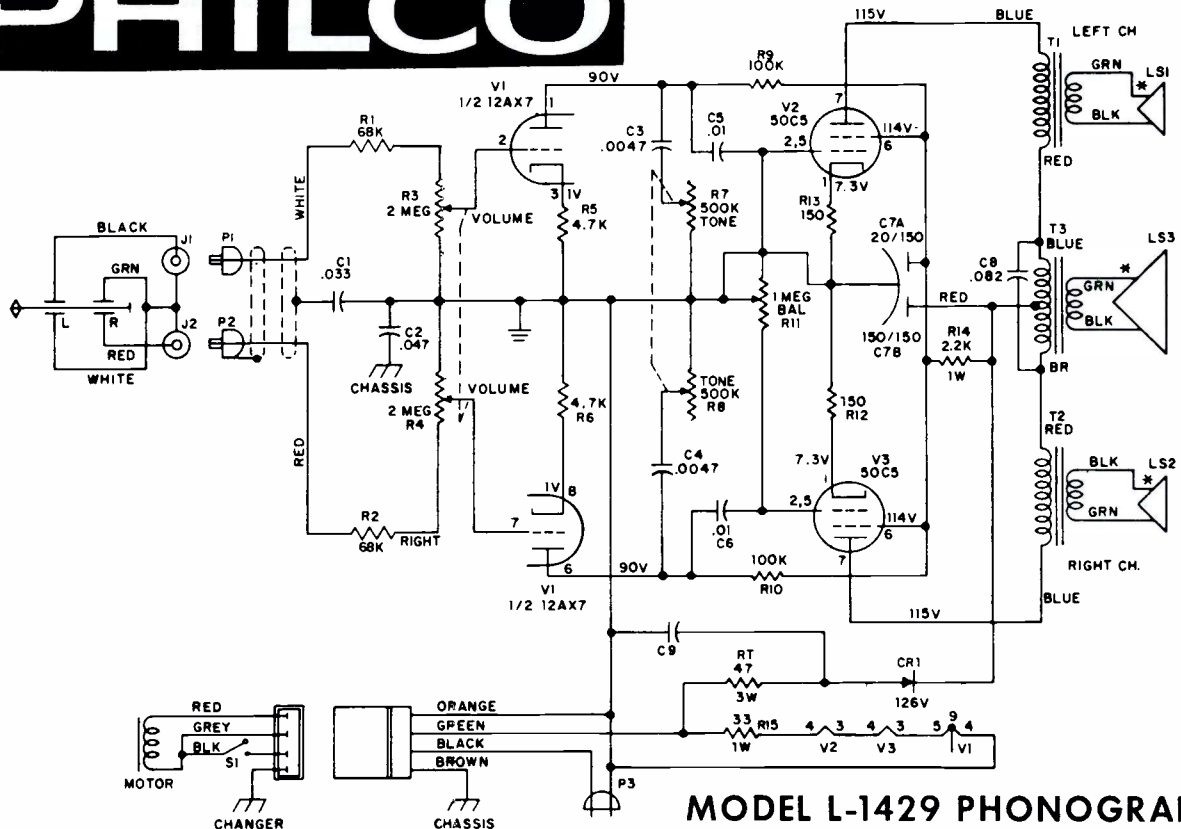 PHILCO
115V
BLUE
LEFT CH
T1
GRN
* LS1
BLK
RED
V1
1/2 12AX7
90V
R9
100K
V2
50C5
7
114V
6
2,5
1
7.3V
R1
68K
WHITE
R3
2 MEG
VOLUME
2
1
3
1V
R5
4.7K
C3
.0047
C5
.01
R7
500K
TONE
R13
150
C7A
20/150
BLACK
J1
P1
GRN
L
R
RED
J2
P2
WHITE
C1
.033
C2
.047
CHASSIS
1 MEG
BAL
R11
RED
150/150
C7B
R14
2.2K
1W
C8
.082
T3
BLUE
GRN
*
BLK
LS3
BR
RED
2 MEG
R4
VOLUME
4.7K
R6
TONE
500K
R8
150
R12
T2
RED
BLK
* LS2
GRN
RIGHT CH.
BLUE
C4
.0047
7.3V
V3
50C5
2,5
114V
6
7
R2
68K
RIGHT
1V
8
7
6
V1
1/2 12AX7
90V
.01
C6
100K
R10
115V
C9
RT
47
3W
CR1
126V
33
R15
1W
4
3
V2
4
3
V3
5
9
4
V1
RED
GREY
BLK
S1
MOTOR
CHANGER
ORANGE
GREEN
BLACK
BROWN
CHASSIS
P3
MODEL L-1429 PHONOGRA